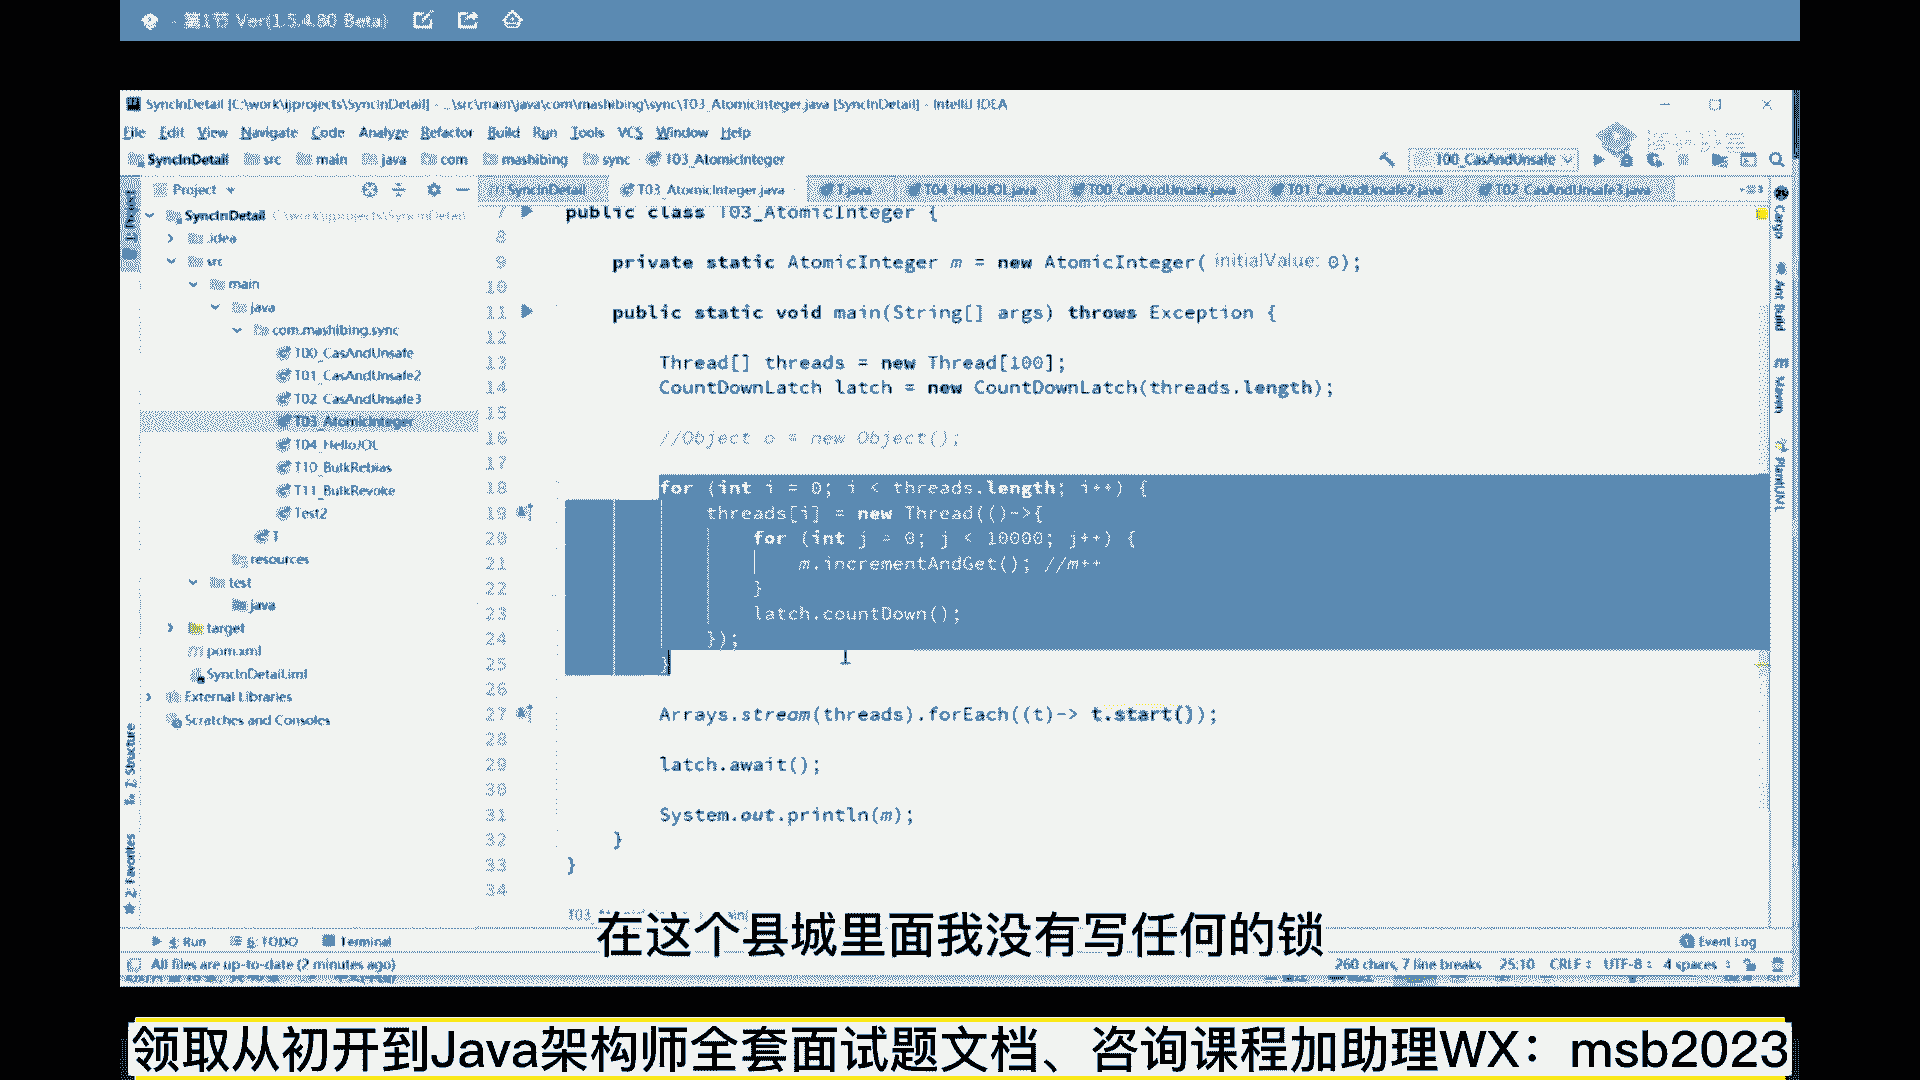 第1节 Ver(1.5.4.80 Beta)
SyncInDetail [C:\work\ijprojects\SyncInDetail] - ...\src\main\java\com\mashibing\sync\T03_AtomicInteger.java [SyncInDetail] - IntelliJ IDEA
File Edit View Navigate Code Analyze Refactor Build Run Tools VCS Window Help
SyncInDetail src main java com mashibing sync T03_AtomicInteger
T00_CasAndUnsafe
Project
SyncInDetail T03_AtomicInteger.java T.java T04_HelloJOL.java T00_CasAndUnsafe.java T01_CasAndUnsafe2.java T02_CasAndUnsafe3.java
SyncInDetail C:\work\ijprojects\SyncInDetail
.idea
src
main
java
com.mashibing.sync
T00_CasAndUnsafe
T01_CasAndUnsafe2
T02_CasAndUnsafe3
T03_AtomicInteger
T04_HelloJOL
T10_BulkRebias
T11_BulkRevoke
Test2
T
resources
test
java
target
pom.xml
SyncInDetail.iml
External Libraries
Scratches and Consoles
7 public class T03_AtomicInteger {
8
9 private static AtomicInteger m = new AtomicInteger( initialValue: 0);
10
11 public static void main(String[] args) throws Exception {
12
13 Thread[] threads = new Thread[100];
14 CountDownLatch latch = new CountDownLatch(threads.length);
15
16 //Object o = new Object();
17
18 for (int i = 0; i < threads.length; i++) {
19 threads[i] = new Thread(()->{
20 for (int j = 0; j < 10000; j++) {
21 m.incrementAndGet(); //m++
22 }
23 latch.countDown();
24 });
25 }
26
27 Arrays.stream(threads).forEach((t)-> t.start());
28
29 latch.await();
30
31 System.out.println(m);
32 }
33 }
34
1: Project
7: Structure
2: Favorites
Cargo
Ant Build
Maven
PlantUML
在这个县城里面我没有写任何的锁
4: Run 6: TODO Terminal
Event Log
All files are up-to-date (2 minutes ago)
260 chars, 7 line breaks 25:10 CRLF UTF-8 4 spaces
领取从初开到Java架构师全套面试题文档、咨询课程加助理WX：msb2023